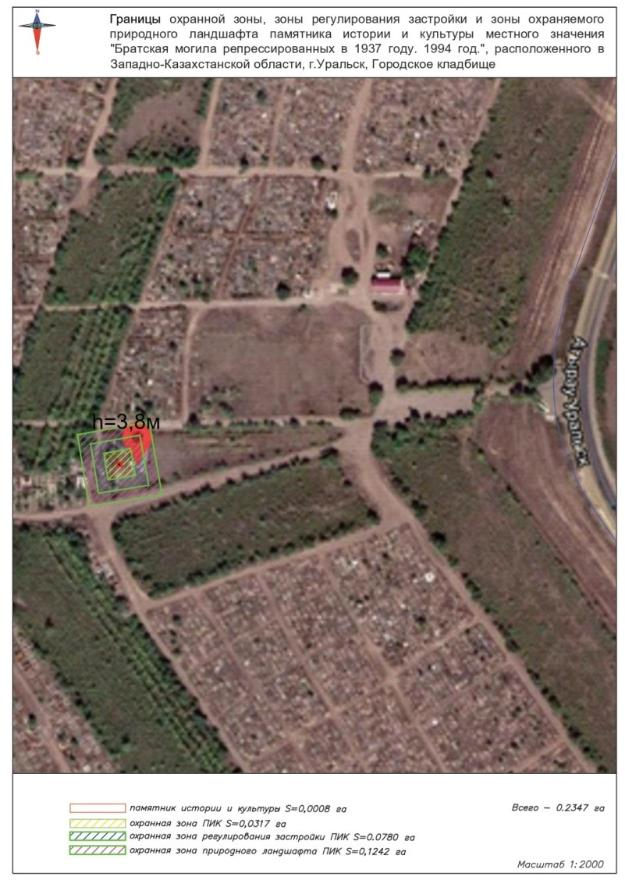 Границы охранной зоны, зоны регулирования застройки и зоны охраняемого
природного ландшафта памятника истории и культуры местного значения
"Братская могила репрессированных в 1937 году. 1994 год.", расположенного в
Западно-Казахстанской области, г.Уральск, Городское кладбище
Атырау-Уральск
h=3,8м
памятник истории и культуры S=0,0008 га
Всего – 0.2347 га
охранная зона ПИК S=0,0317 га
охранная зона регулирования застройки ПИК S=0.0780 га
охранная зона природного ландшафта ПИК S=0,1242 га
Масштаб 1:2000